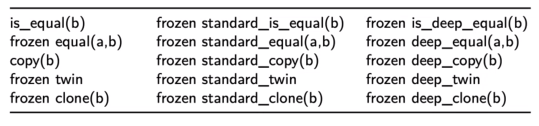 is_equal(b) frozen standard_is_equal(b) frozen is_deep_equal(b)
frozen equal(a,b) frozen standard_equal(a,b) frozen deep_equal(a,b)
copy(b) frozen standard_copy(b) frozen deep_copy(b)
frozen twin frozen standard_twin frozen deep_twin
frozen clone(b) frozen standard_clone(b) frozen deep_clone(b)